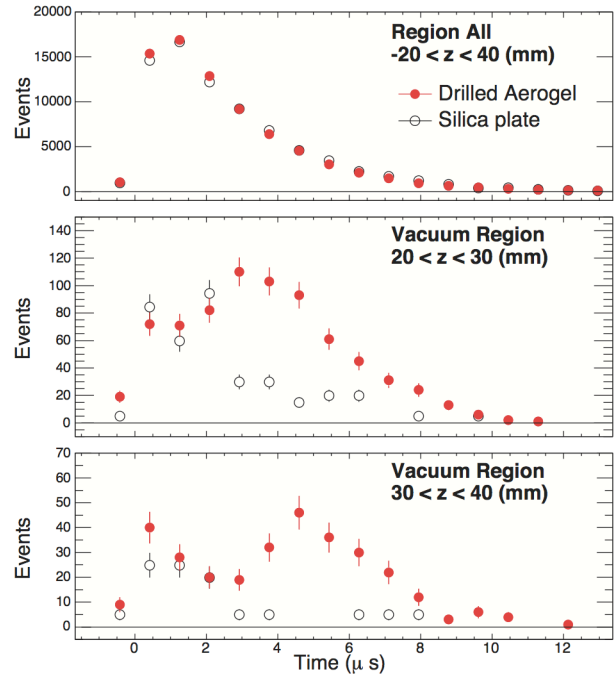 20000
15000
10000
5000
0
Events
Region All
-20 < z < 40 (mm)
Drilled Aerogel
Silica plate
140
120
100
80
60
40
20
0
Events
Vacuum Region
20 < z < 30 (mm)
70
60
50
40
30
20
10
0
Events
Vacuum Region
30 < z < 40 (mm)
0 2 4 6 8 10 12
Time (μ s)